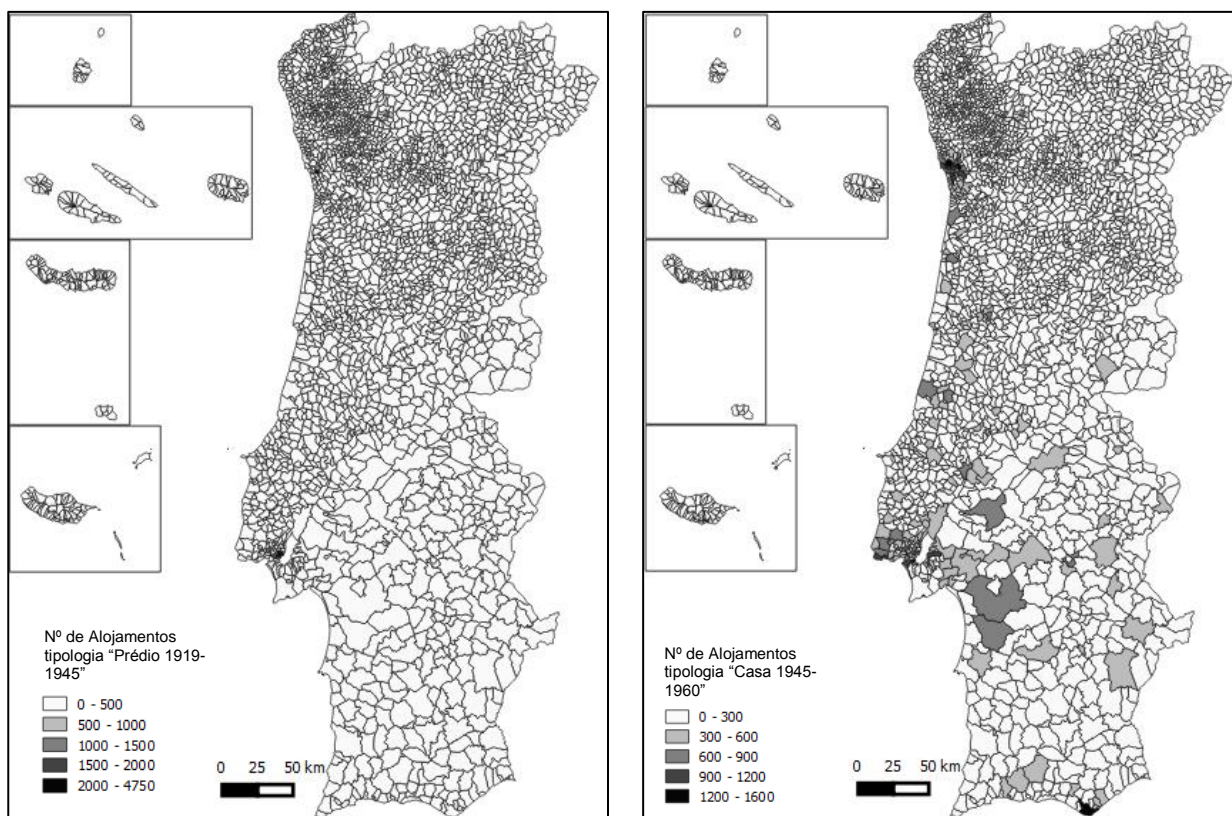 Nº de Alojamentos
tipologia “Prédio 1919-
1945”
0 - 500
500 - 1000
1000 - 1500
1500 - 2000
2000 - 4750
0 25 50 km
Nº de Alojamentos
tipologia “Casa 1945-
1960”
0 - 300
300 - 600
600 - 900
900 - 1200
1200 - 1600
0 25 50 km